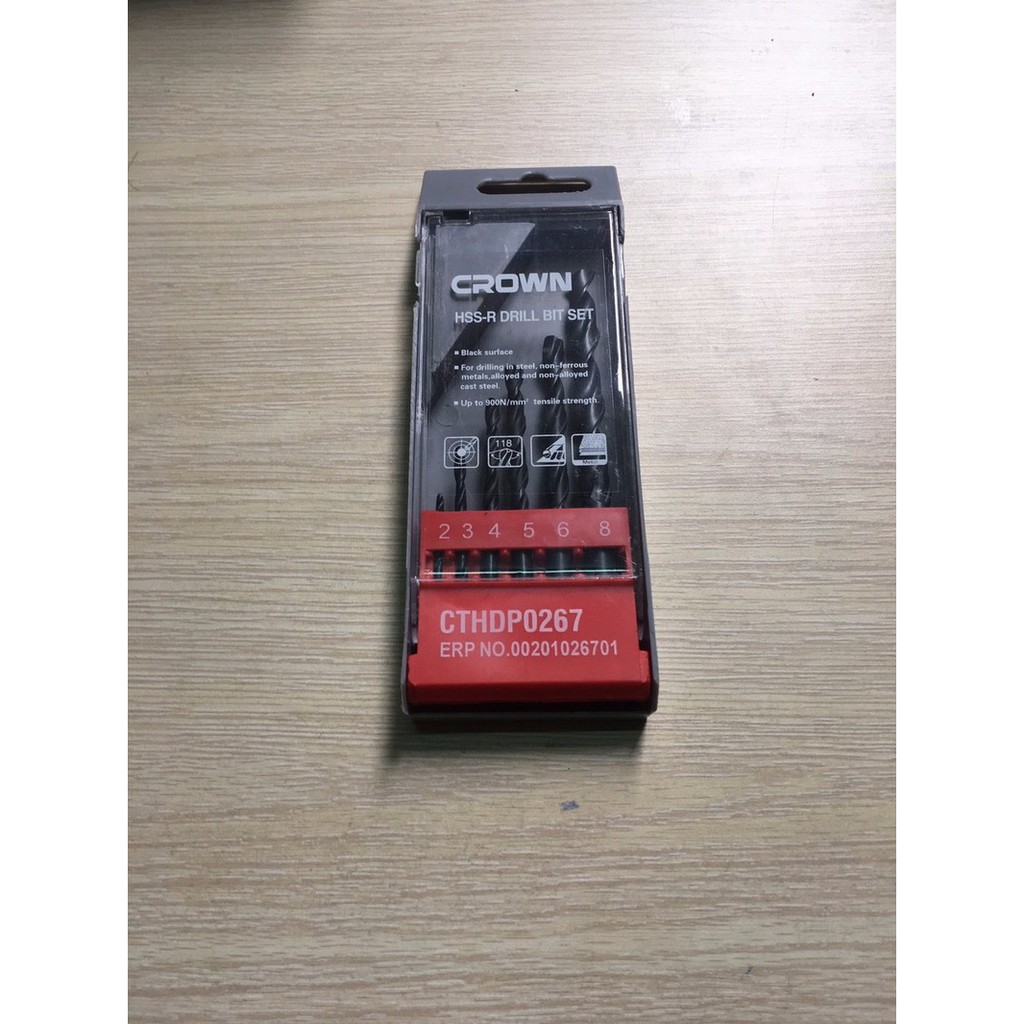 CROWN
HSS-R DRILL BIT SET
▪ Black surface
▪ For drilling in steel, non-ferrous
metals,alloyed and non-alloyed
cast steel.
▪ Up to 900N/mm² tensile strength.
118
Metal
2 3 4 5 6 8
CTHDP0267
ERP NO.00201026701